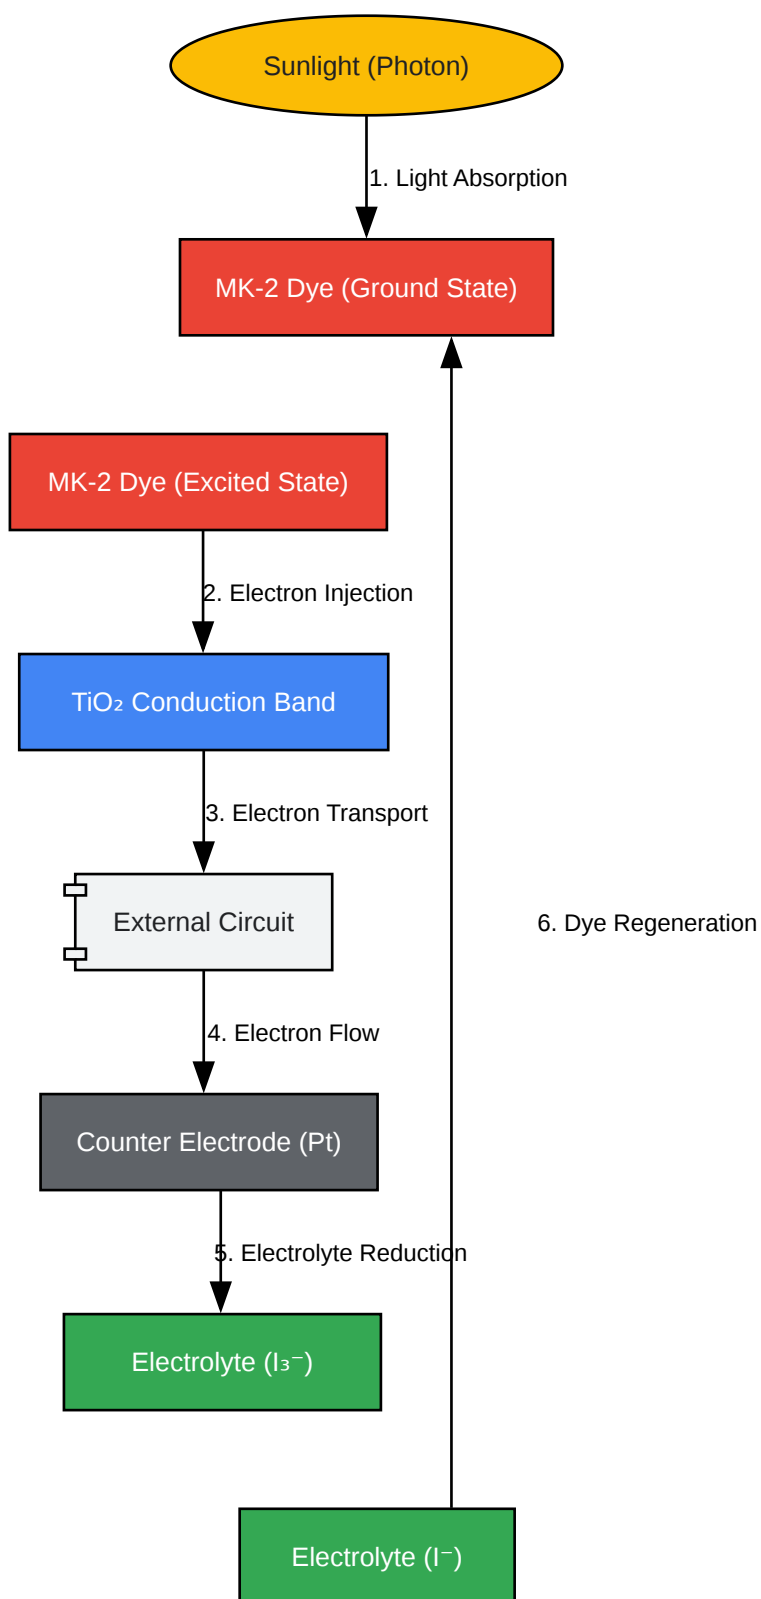 Sunlight (Photon)
1. Light Absorption
MK-2 Dye (Ground State)
MK-2 Dye (Excited State)
2. Electron Injection
TiO₂ Conduction Band
3. Electron Transport
External Circuit
6. Dye Regeneration
4. Electron Flow
Counter Electrode (Pt)
5. Electrolyte Reduction
Electrolyte (I₃⁻)
Electrolyte (I⁻)